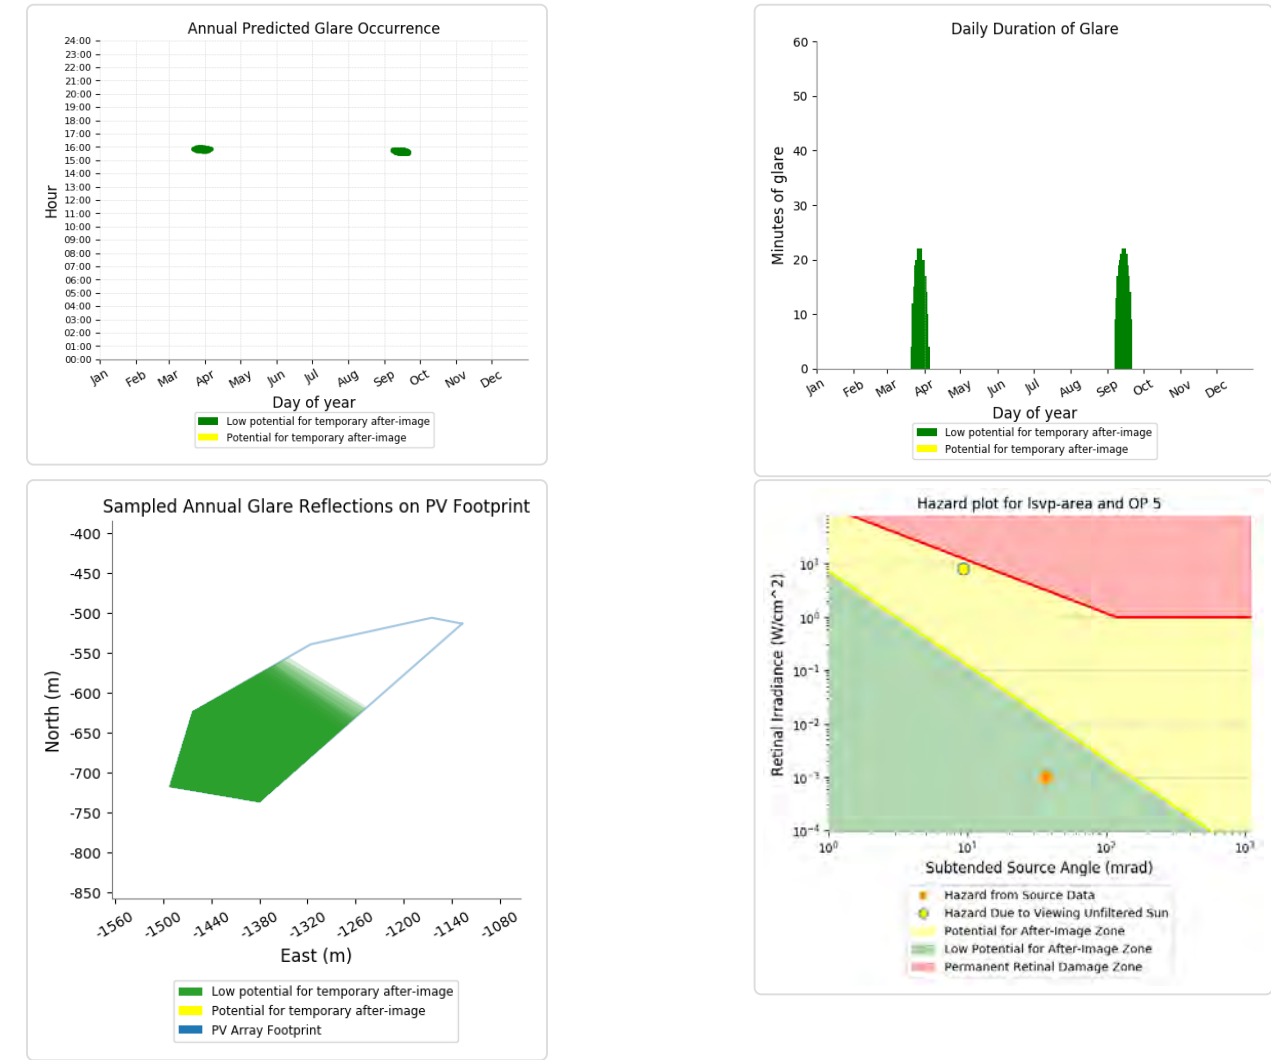 Annual Predicted Glare Occurrence
24:00
23:00
22:00
21:00
20:00
19:00
18:00
17:00
16:00
15:00
14:00
13:00
12:00
11:00
10:00
09:00
08:00
07:00
06:00
05:00
04:00
03:00
02:00
01:00
00:00
Hour
Jan Feb Mar Apr May Jun Jul Aug Sep Oct Nov Dec
Day of year
Low potential for temporary after-image
Potential for temporary after-image
Daily Duration of Glare
60
50
40
30
20
10
0
Minutes of glare
Jan Feb Mar Apr May Jun Jul Aug Sep Oct Nov Dec
Day of year
Low potential for temporary after-image
Potential for temporary after-image
Sampled Annual Glare Reflections on PV Footprint
-400
-450
-500
-550
-600
-650
-700
-750
-800
-850
North (m)
-1560 -1500 -1440 -1380 -1320 -1260 -1200 -1140 -1080
East (m)
Low potential for temporary after-image
Potential for temporary after-image
PV Array Footprint
Hazard plot for lsvp-area and OP 5
10¹
10⁰
10⁻¹
10⁻²
10⁻³
10⁻⁴
Retinal Irradiance (W/cm^2)
10⁰ 10¹ 10² 10³
Subtended Source Angle (mrad)
Hazard from Source Data
Hazard Due to Viewing Unfiltered Sun
Potential for After-Image Zone
Low Potential for After-Image Zone
Permanent Retinal Damage Zone